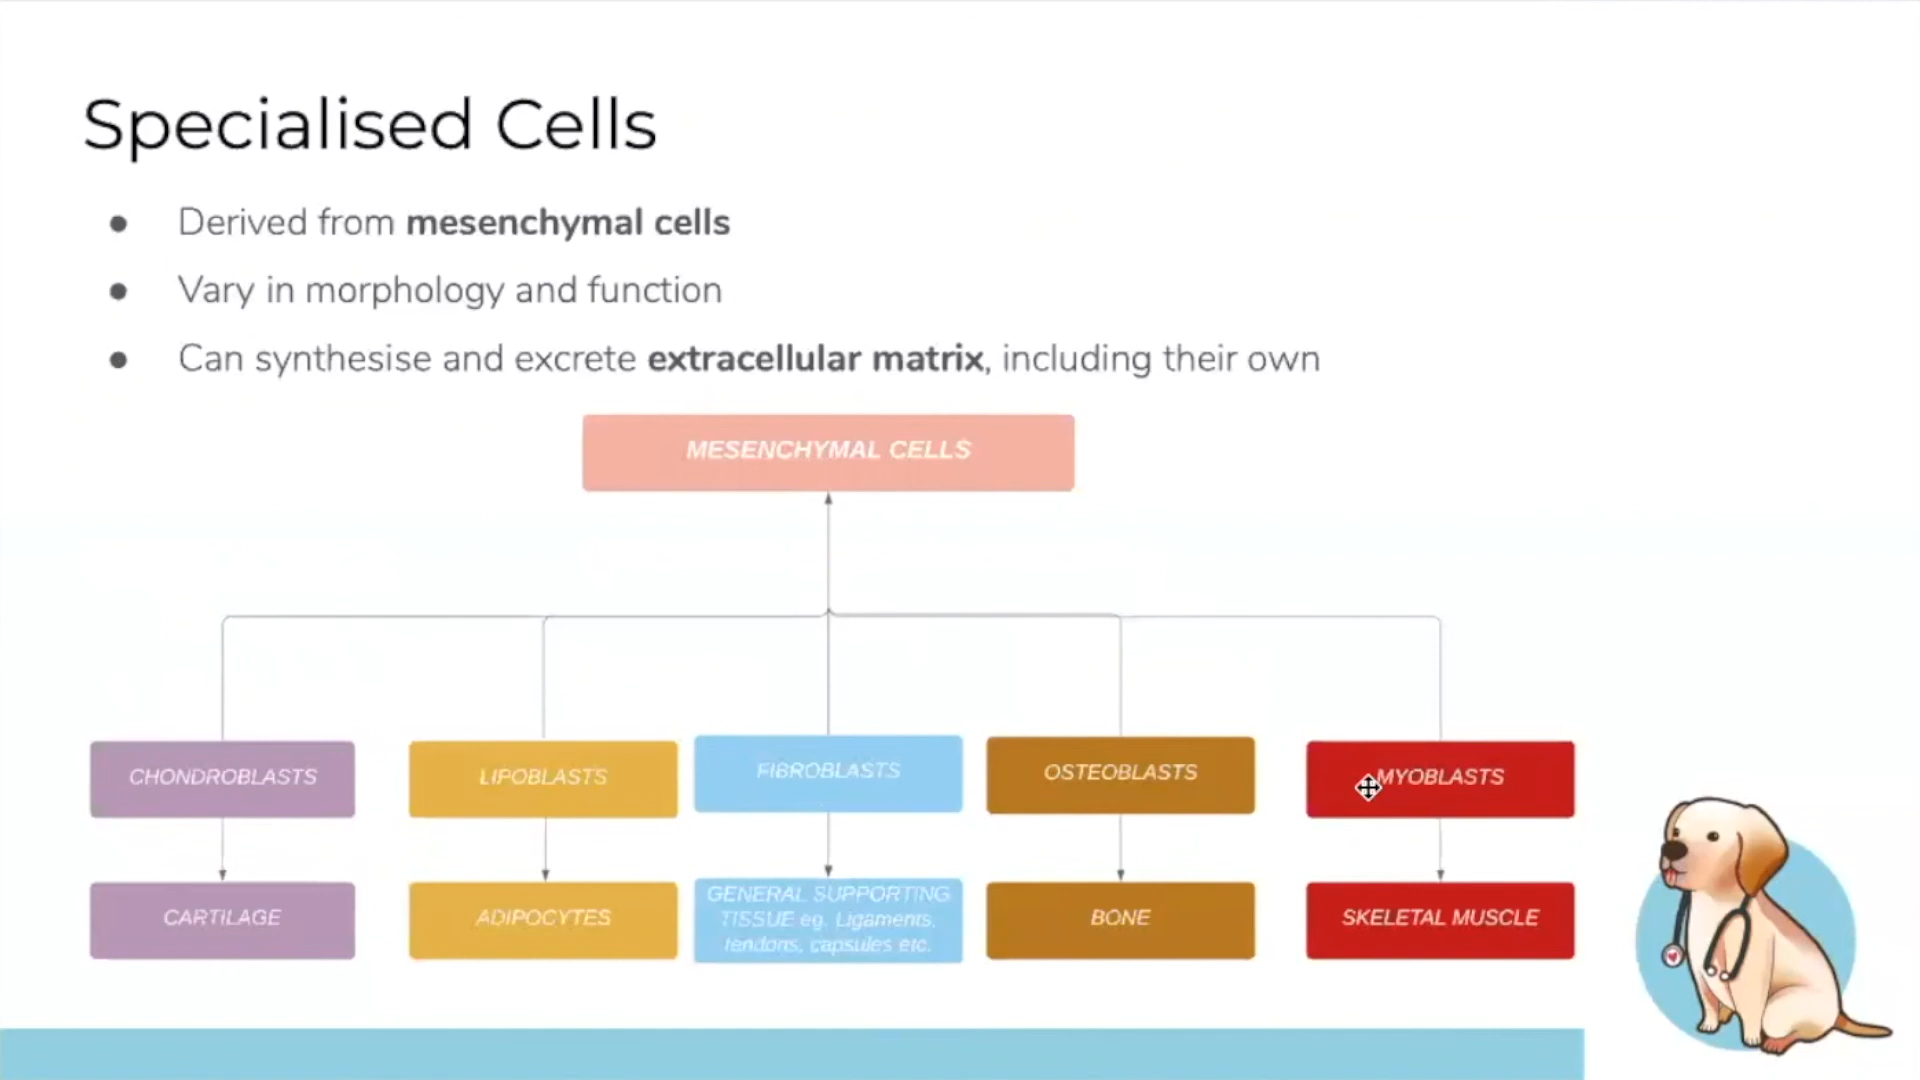 Specialised Cells
● Derived from mesenchymal cells
● Vary in morphology and function
● Can synthesise and excrete extracellular matrix, including their own
MESENCHYMAL CELLS
CHONDROBLASTS
LIPOBLASTS
FIBROBLASTS
OSTEOBLASTS
MYOBLASTS
CARTILAGE
ADIPOCYTES
GENERAL SUPPORTING
TISSUE eg. Ligaments,
tendons, capsules etc.
BONE
SKELETAL MUSCLE